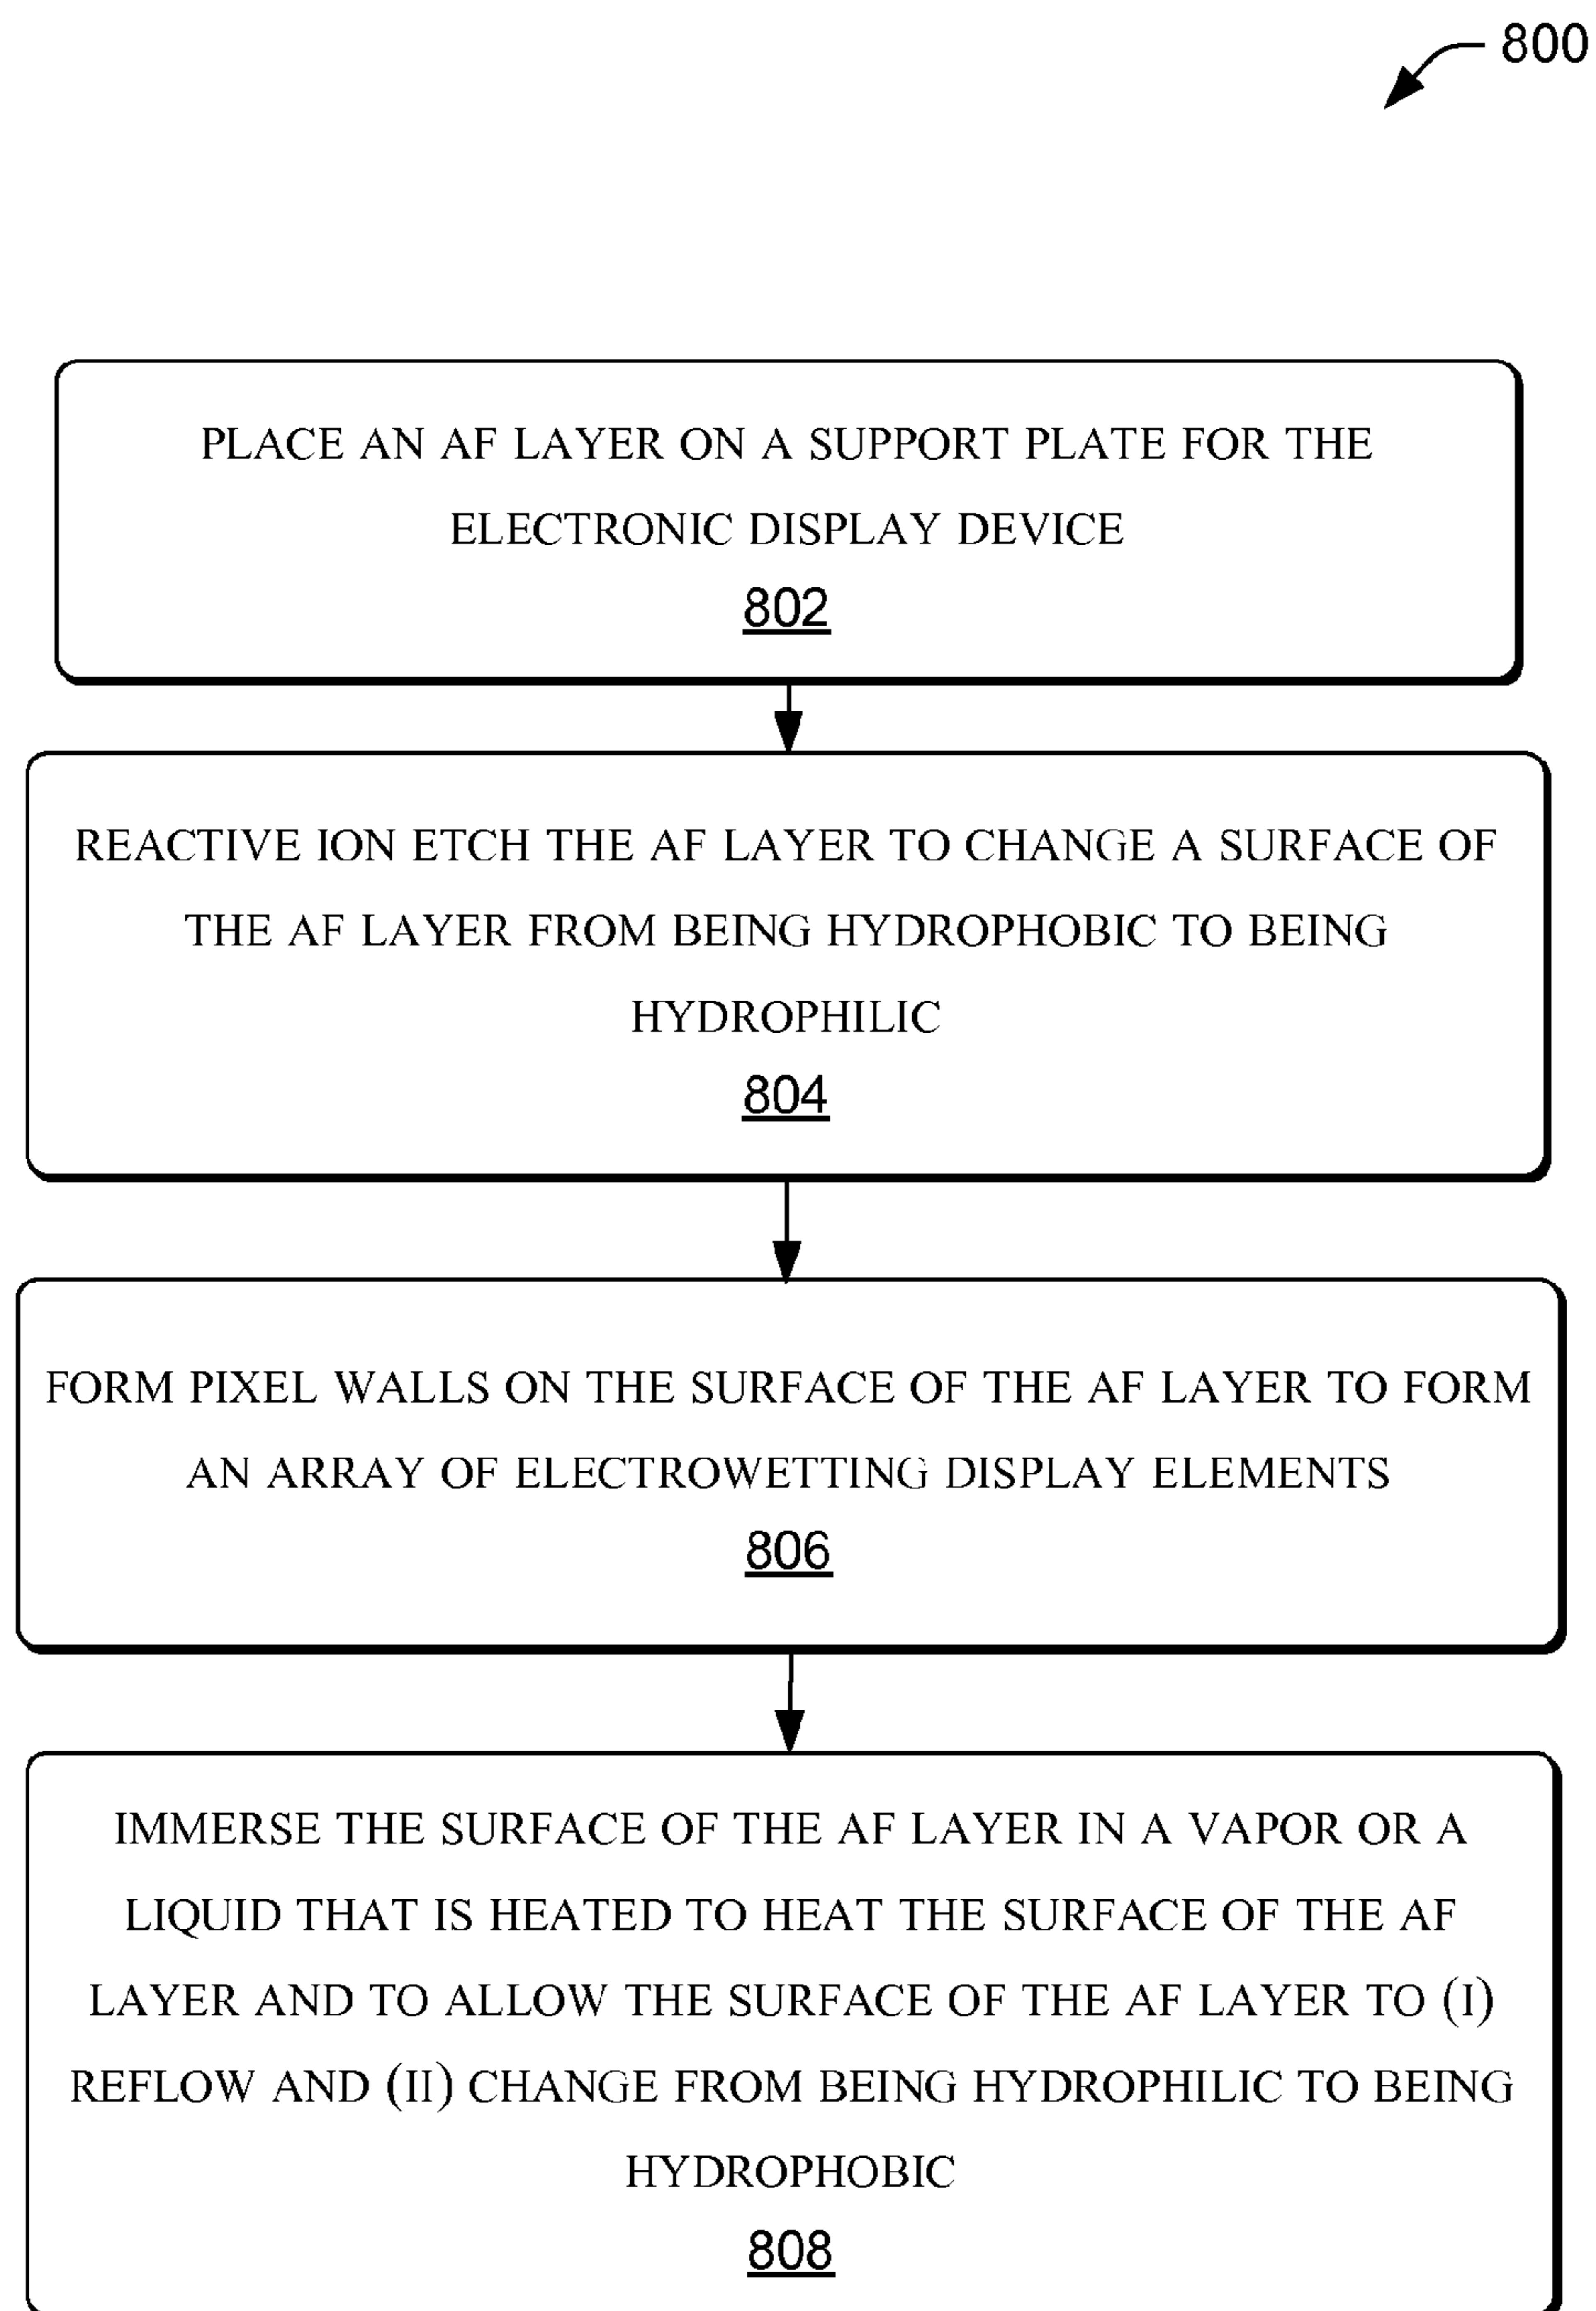 800
PLACE AN AF LAYER ON A SUPPORT PLATE FOR THE
ELECTRONIC DISPLAY DEVICE
802
REACTIVE ION ETCH THE AF LAYER TO CHANGE A SURFACE OF
THE AF LAYER FROM BEING HYDROPHOBIC TO BEING
HYDROPHILIC
804
FORM PIXEL WALLS ON THE SURFACE OF THE AF LAYER TO FORM
AN ARRAY OF ELECTROWETTING DISPLAY ELEMENTS
806
IMMERSE THE SURFACE OF THE AF LAYER IN A VAPOR OR A
LIQUID THAT IS HEATED TO HEAT THE SURFACE OF THE AF
LAYER AND TO ALLOW THE SURFACE OF THE AF LAYER TO (I)
REFLOW AND (II) CHANGE FROM BEING HYDROPHILIC TO BEING
HYDROPHOBIC
808